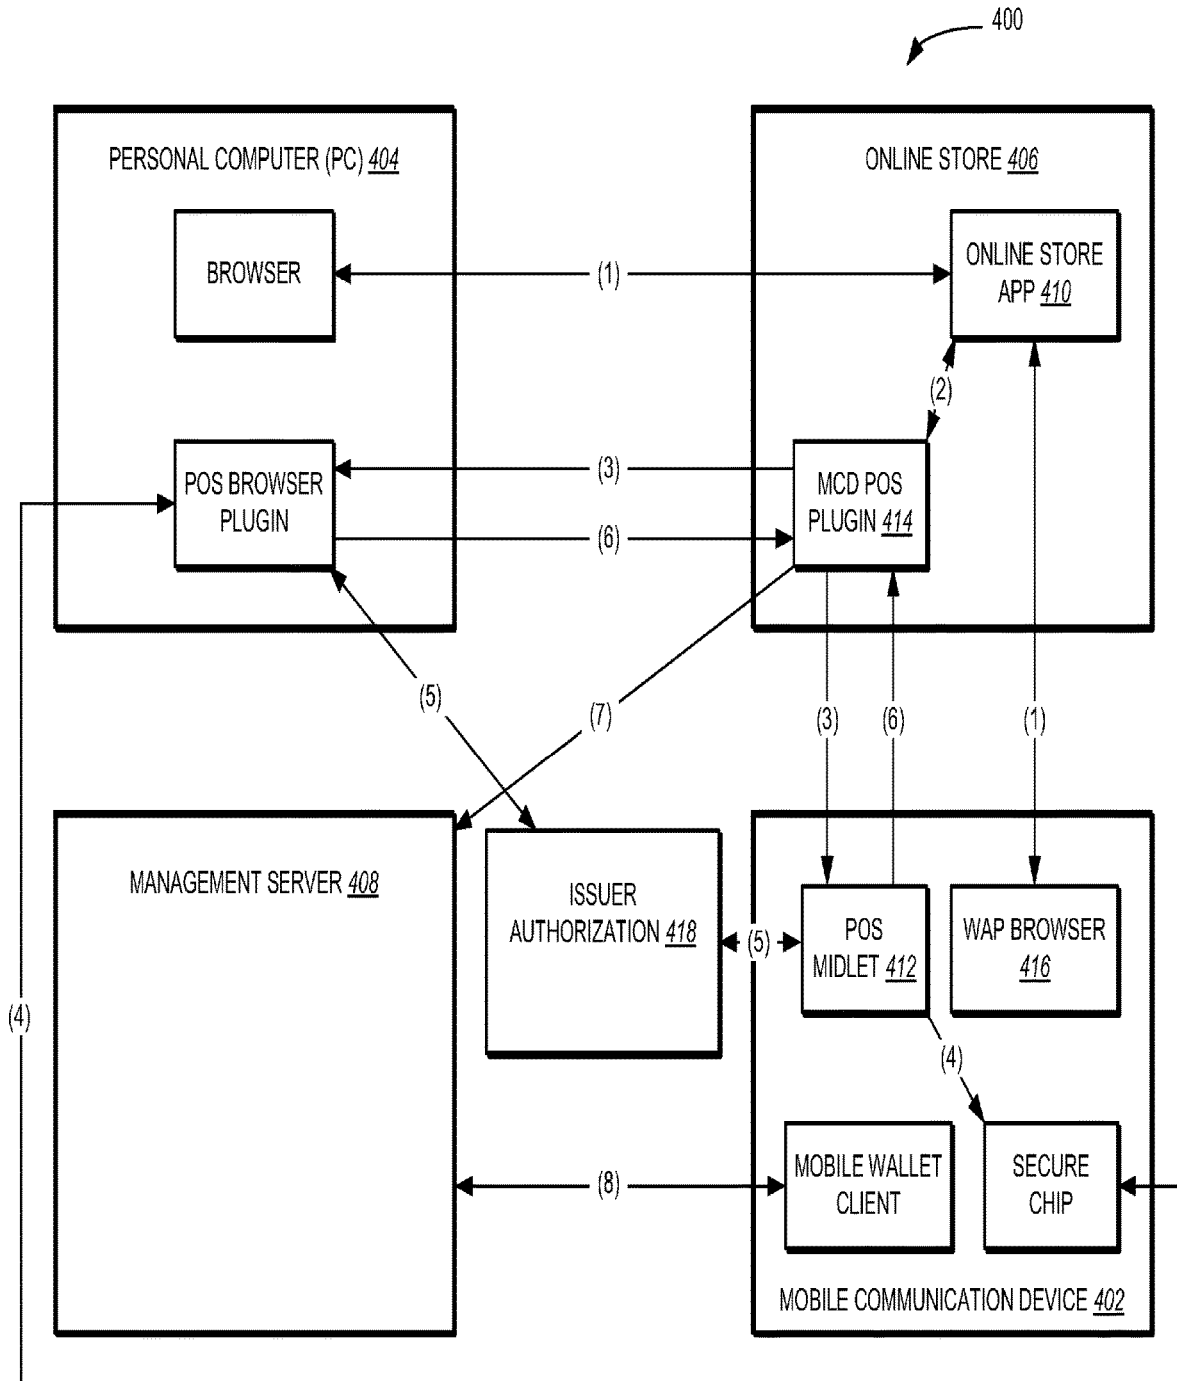 400
PERSONAL COMPUTER (PC) 404
ONLINE STORE 406
BROWSER
(1)
ONLINE STORE
APP 410
(2)
POS BROWSER
PLUGIN
(3)
(6)
MCD POS
PLUGIN 414
(5)
(7)
(3)
(6)
(1)
MANAGEMENT SERVER 408
ISSUER
AUTHORIZATION 418
(5)
POS
MIDLET 412
WAP BROWSER
416
(4)
(4)
(8)
MOBILE WALLET
CLIENT
SECURE
CHIP
MOBILE COMMUNICATION DEVICE 402